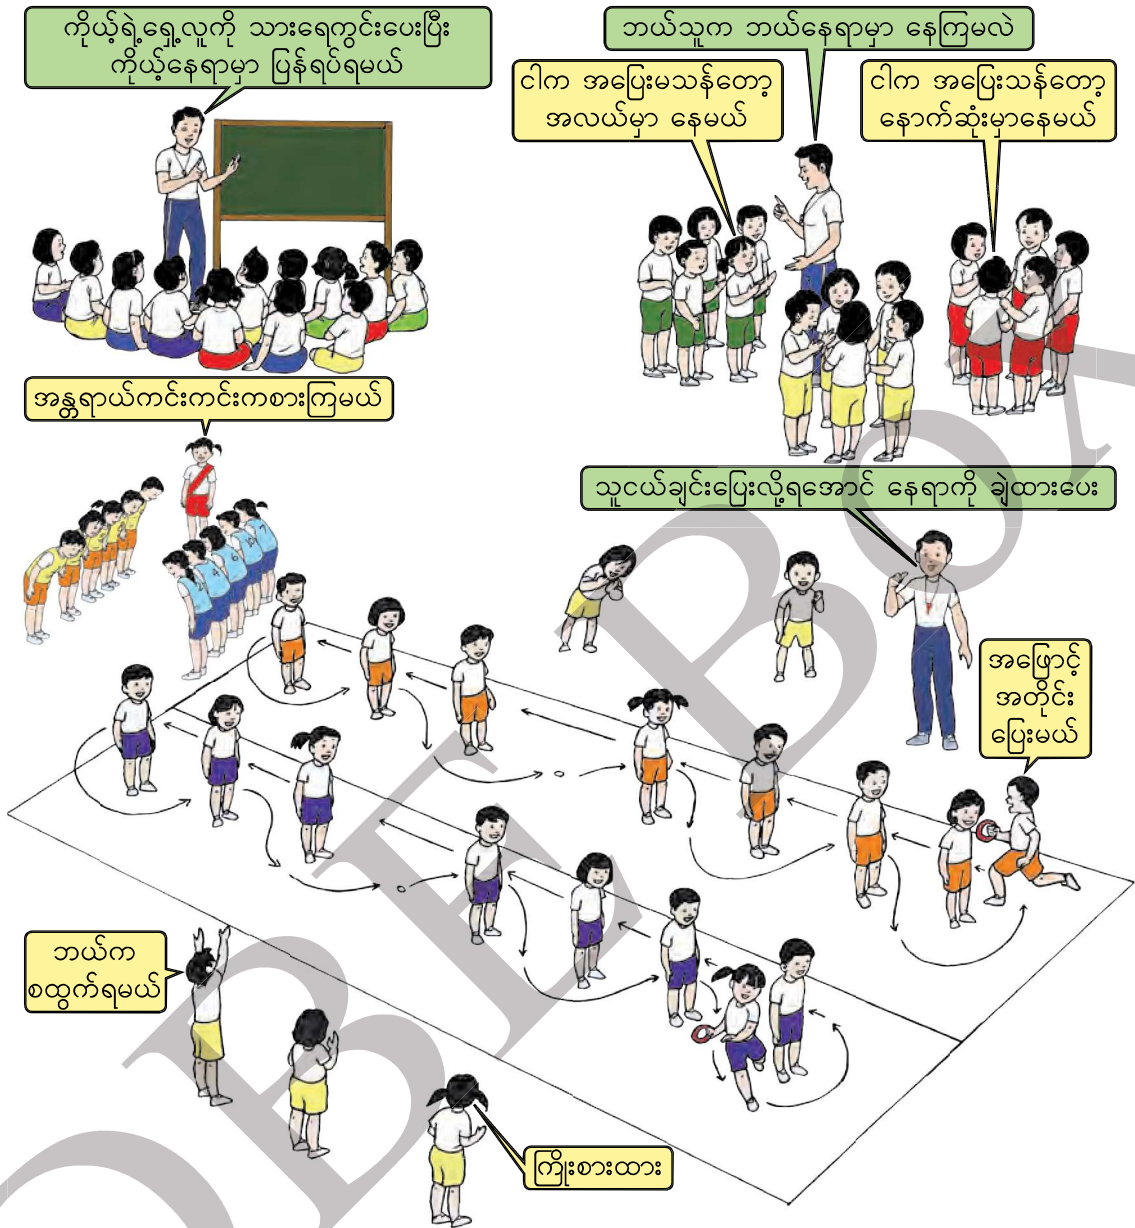 ကိုယ့်ရဲ့ရှေ့လူကို သားရေကွင်းပေးပြီး
ကိုယ့်နေရာမှာ ပြန်ရပ်ရမယ်
ဘယ်သူက ဘယ်နေရာမှာ နေကြမလဲ
ငါက အပြေးမသန်တော့
အလယ်မှာ နေမယ်
ငါက အပြေးသန်တော့
နောက်ဆုံးမှာနေမယ်
အန္တရာယ်ကင်းကင်းကစားကြမယ်
သူငယ်ချင်းပြေးလို့ရအောင် နေရာကို ချဲထားပေး
အဖြောင့်
အတိုင်း
ပြေးမယ်
ဘယ်က
စထွက်ရမယ်
ကြိုးစားထား
DBE BOX